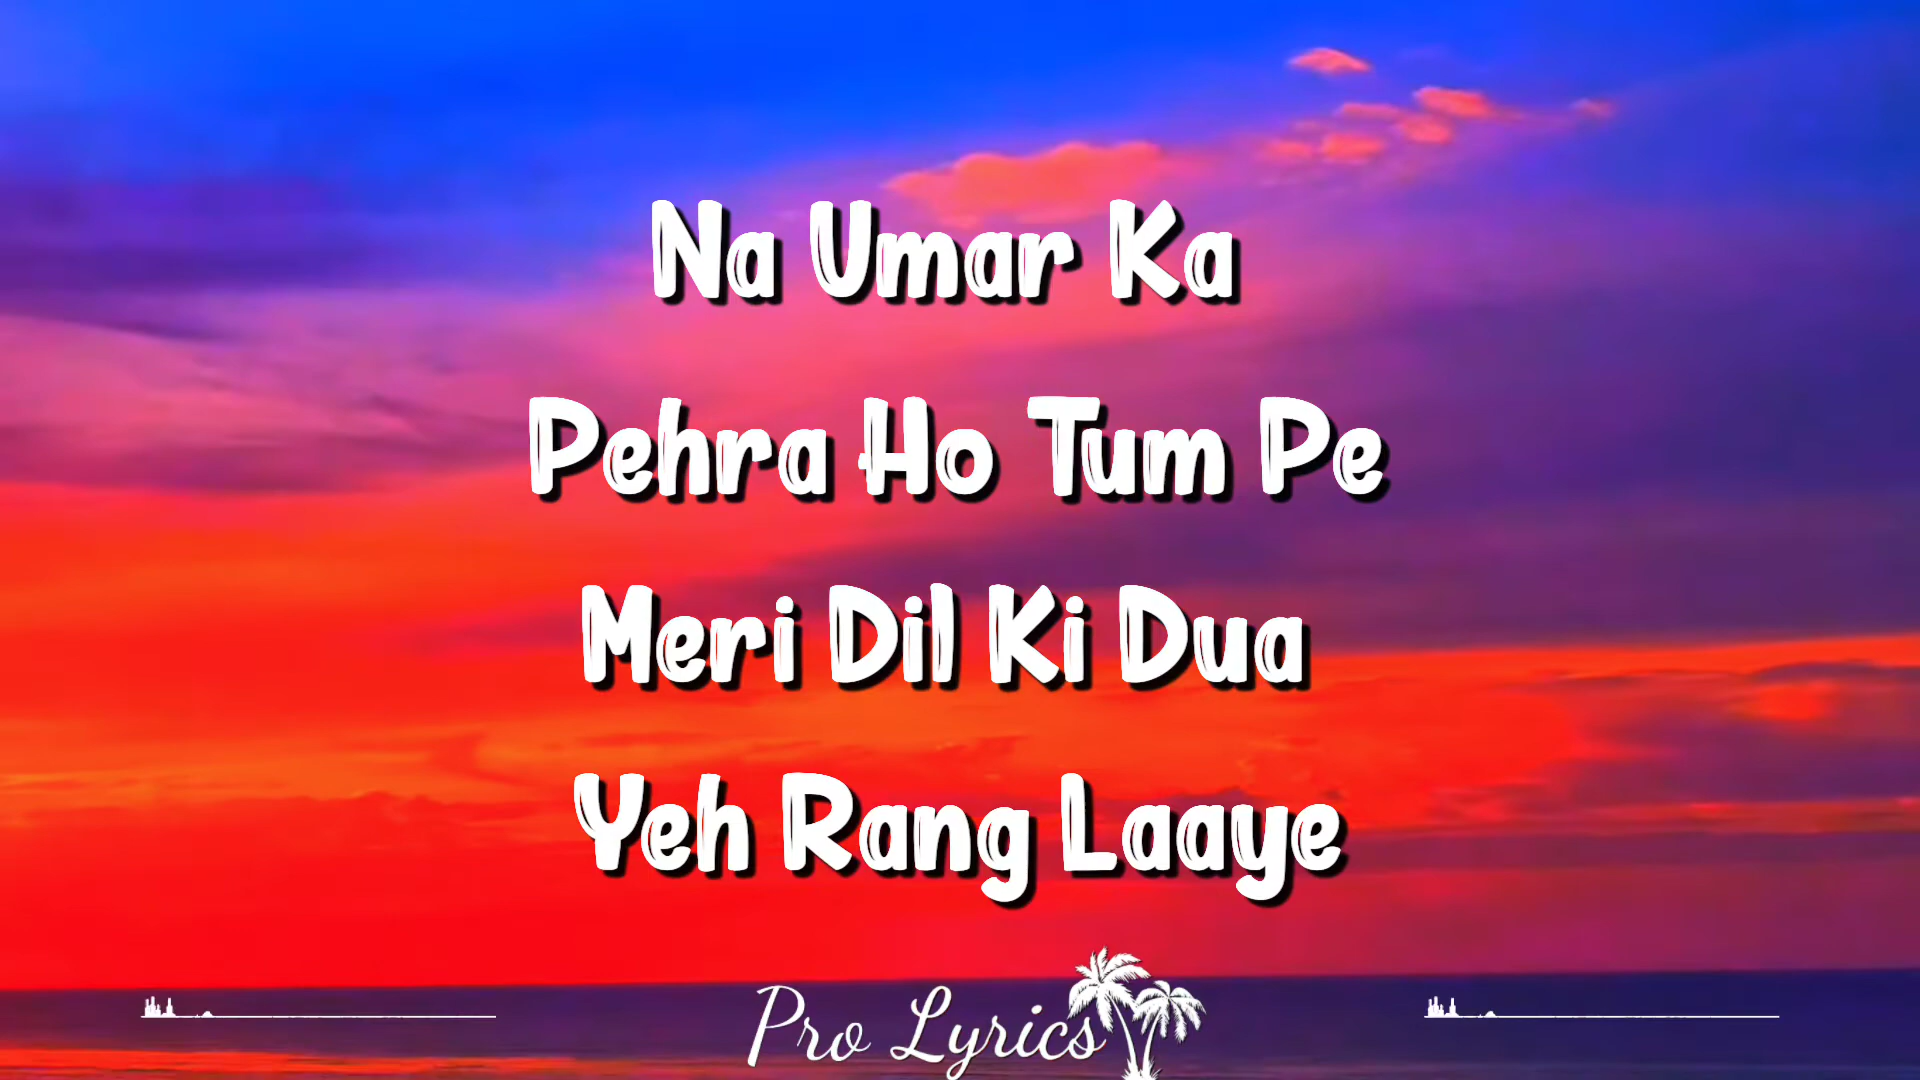 Na Umar Ka
Pehra Ho Tum Pe
Meri Dil Ki Dua
Yeh Rang Laaye
Pro Lyrics